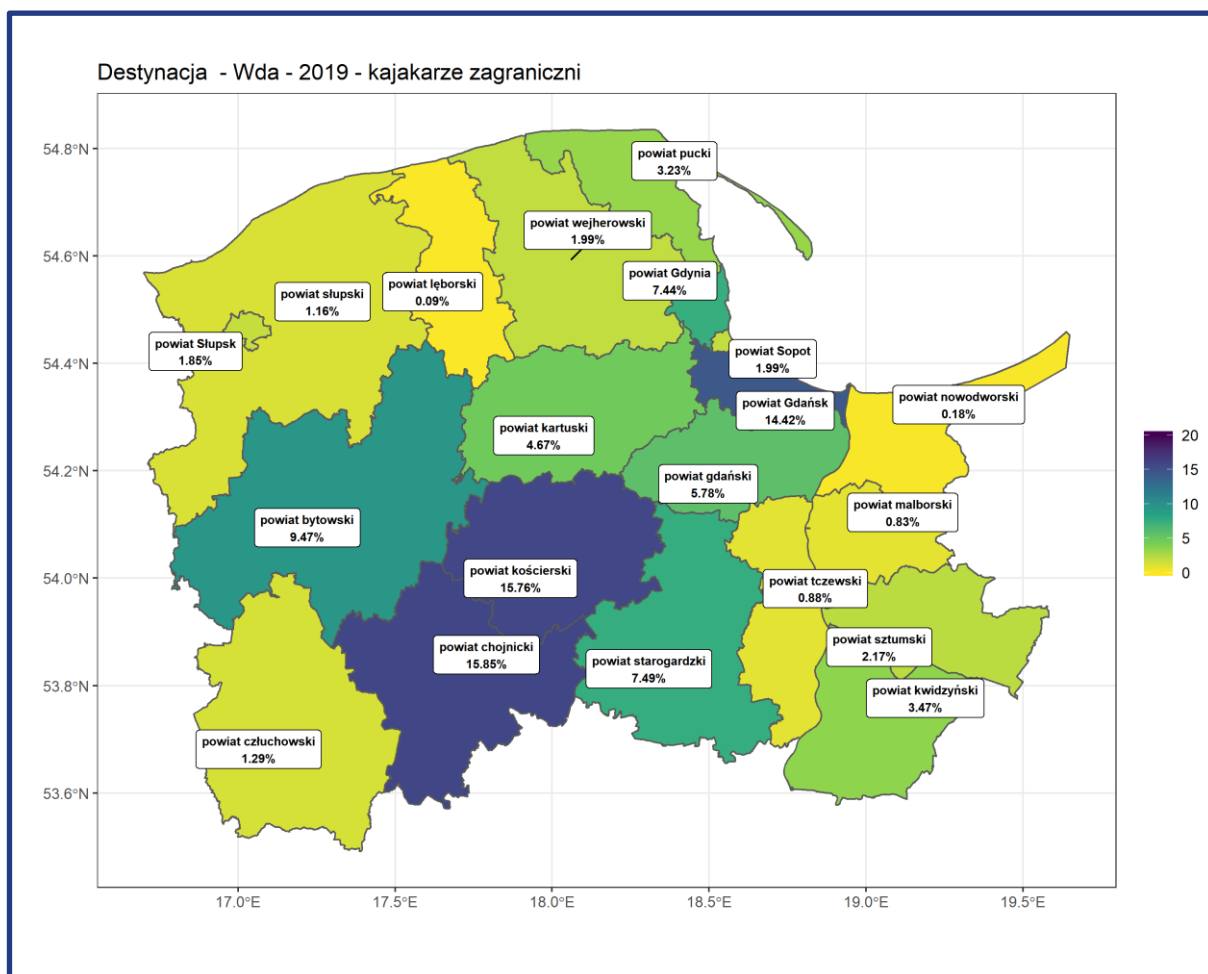 Destynacja  - Wda - 2019 - kajakarze zagraniczni
54.8°N
54.6°N
54.4°N
54.2°N
54.0°N
53.8°N
53.6°N
powiat pucki
3.23%
powiat wejherowski
1.99%
powiat Gdynia
7.44%
powiat lęborski
0.09%
powiat słupski
1.16%
powiat Słupsk
1.85%
powiat Sopot
1.99%
powiat Gdańsk
14.42%
powiat nowodworski
0.18%
powiat kartuski
4.67%
powiat gdański
5.78%
powiat malborski
0.83%
powiat bytowski
9.47%
powiat kościerski
15.76%
powiat tczewski
0.88%
powiat chojnicki
15.85%
powiat starogardzki
7.49%
powiat sztumski
2.17%
powiat kwidzyński
3.47%
powiat człuchowski
1.29%
20
15
10
5
0
17.0°E
17.5°E
18.0°E
18.5°E
19.0°E
19.5°E